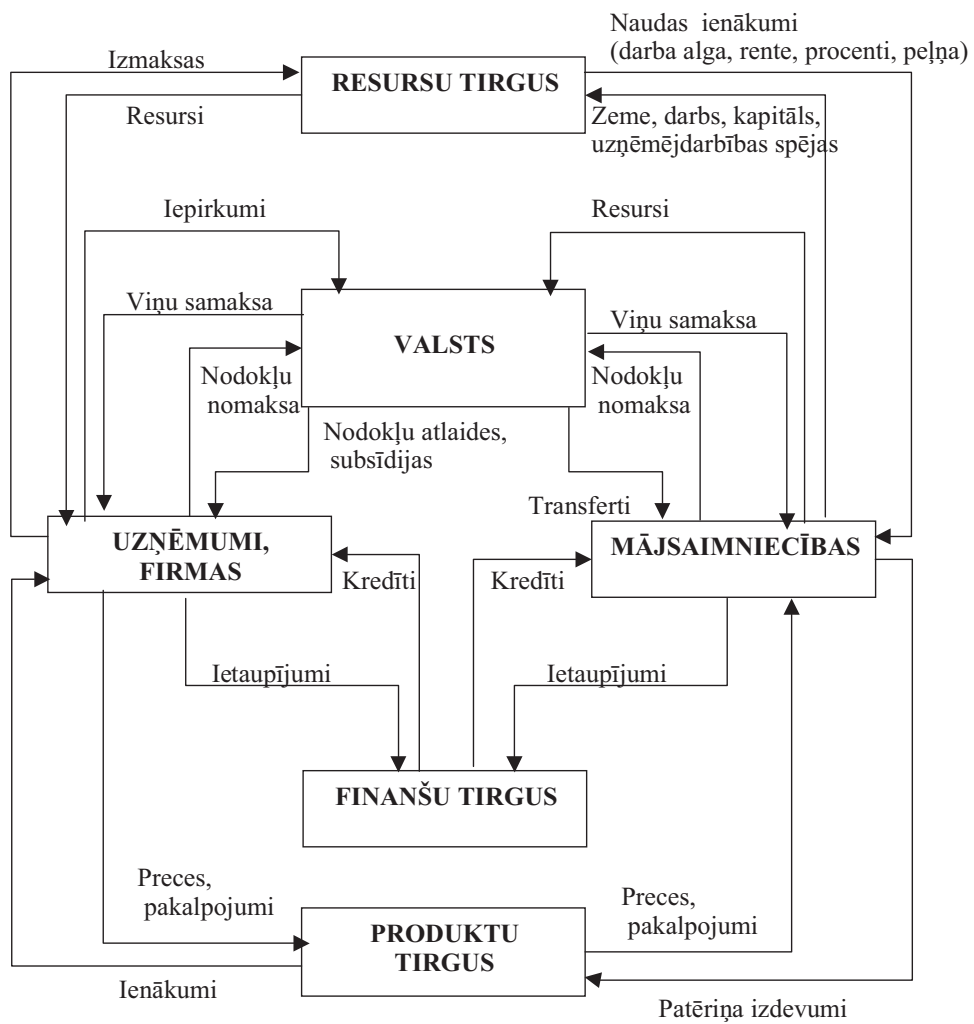 Naudas ienākumi
(darba alga, rente, procenti, peļņa)
Izmaksas
RESURSU TIRGUS
Resursi
Zeme, darbs, kapitāls,
uzņēmējdarbības spējas
Iepirkumi
Resursi
Viņu samaksa
VALSTS
Viņu samaksa
Nodokļu
nomaksa
Nodokļu
nomaksa
Nodokļu atlaides,
subsīdijas
Transferti
UZŅĒMUMI,
FIRMAS
MĀJSAIMNIECĪBAS
Kredīti
Kredīti
Ietaupījumi
Ietaupījumi
FINANŠU TIRGUS
Preces,
pakalpojumi
Preces,
pakalpojumi
PRODUKTU
TIRGUS
Ienākumi
Patēriņa izdevumi